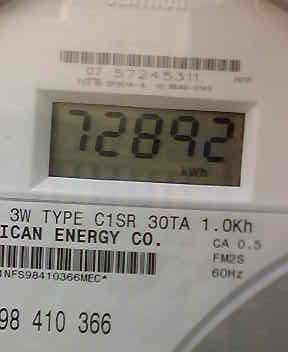 07 57245311
72892
kWh
3W TYPE C1SR 30TA 1.0Kh
ICAN ENERGY CO.
CA 0.5
FM2S
60Hz
1NFS98410366MEC*
98 410 366